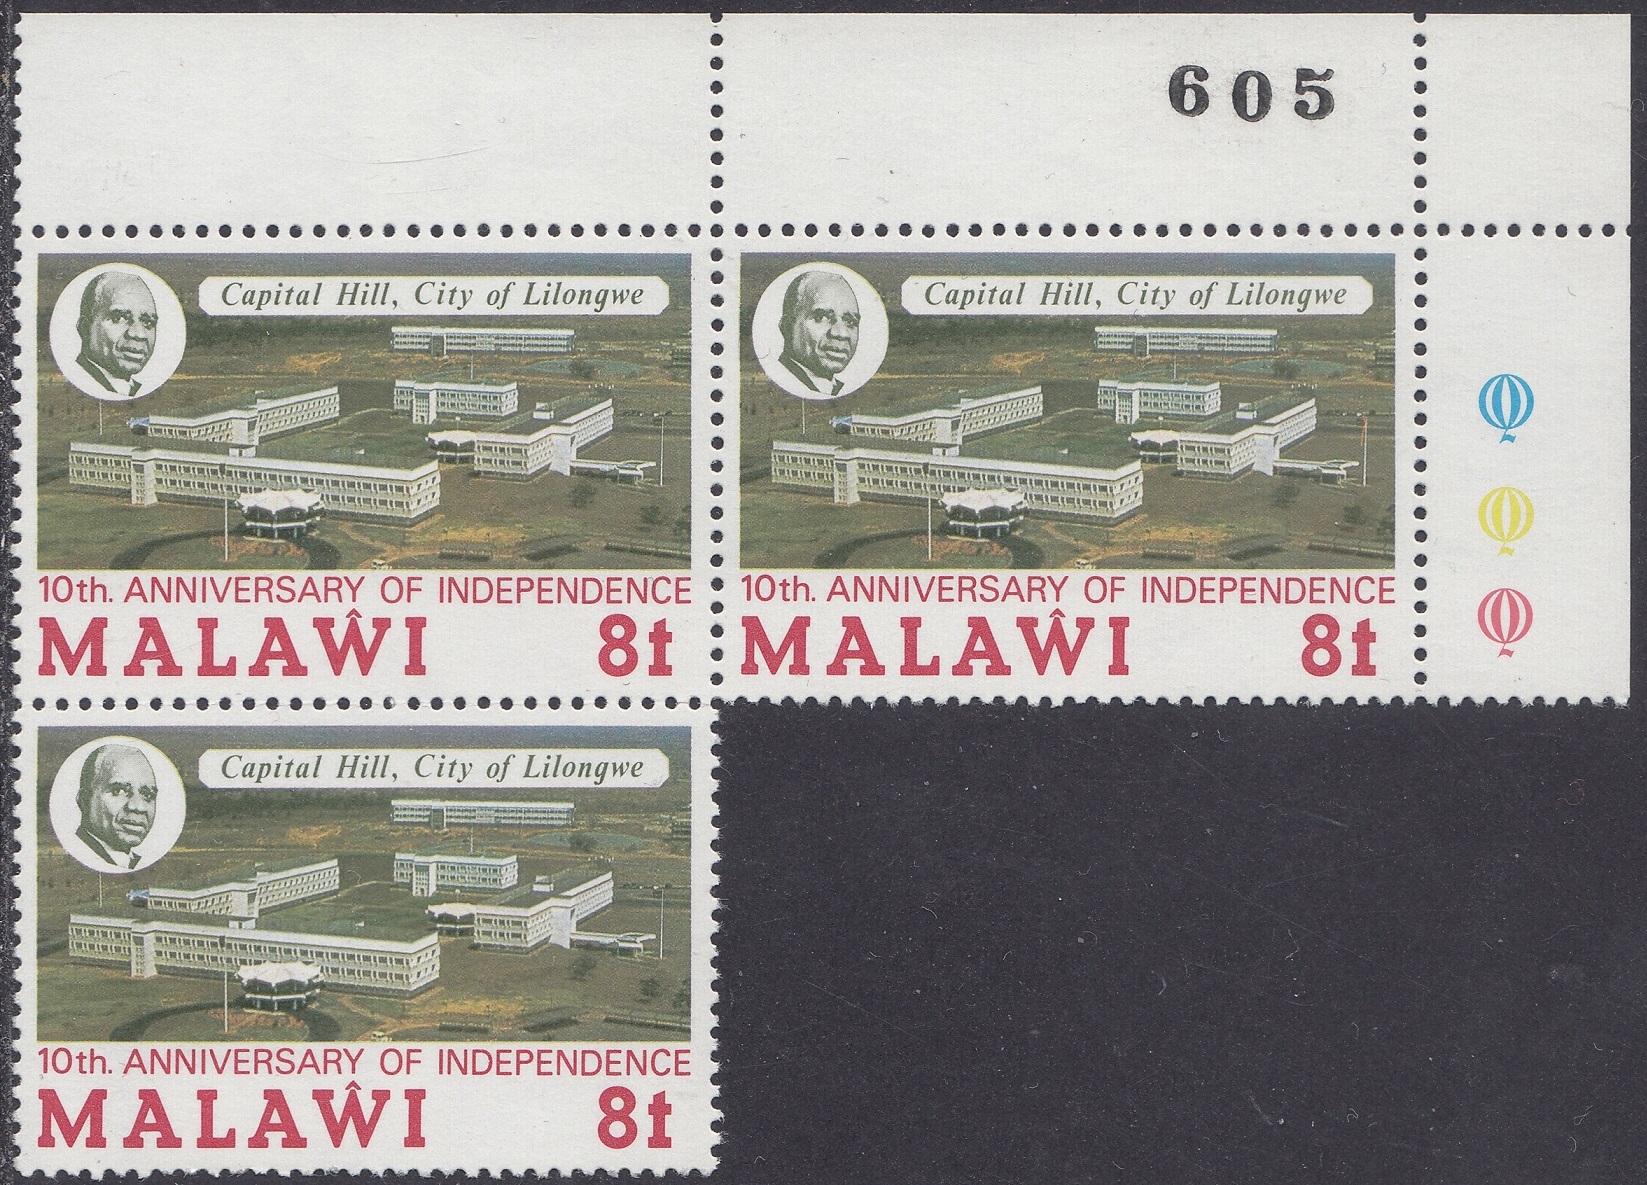 605
Capital Hill, City of Lilongwe
10th. ANNIVERSARY OF INDEPENDENCE
MALAŴI 8t
Capital Hill, City of Lilongwe
10th. ANNIVERSARY OF INDEPENDENCE
MALAŴI 8t
Q
Q
Q
Capital Hill, City of Lilongwe
10th. ANNIVERSARY OF INDEPENDENCE
MALAŴI 8t